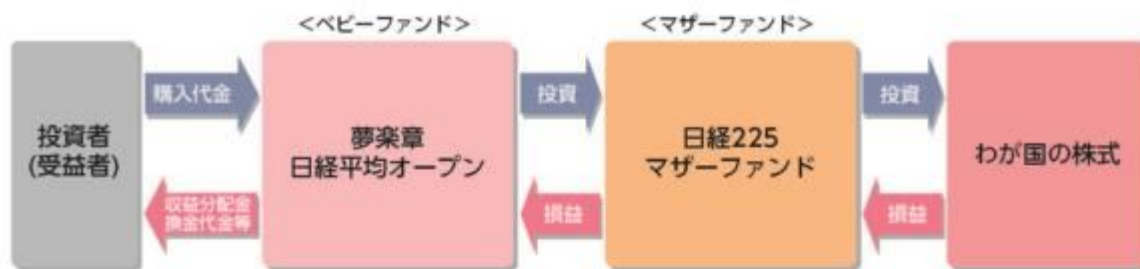 <ベビーファンド>
<マザーファンド>
投資者
(受益者)
購入代金
収益分配金
換金代金等
夢楽章
日経平均オープン
投資
損益
日経225
マザーファンド
投資
損益
わが国の株式